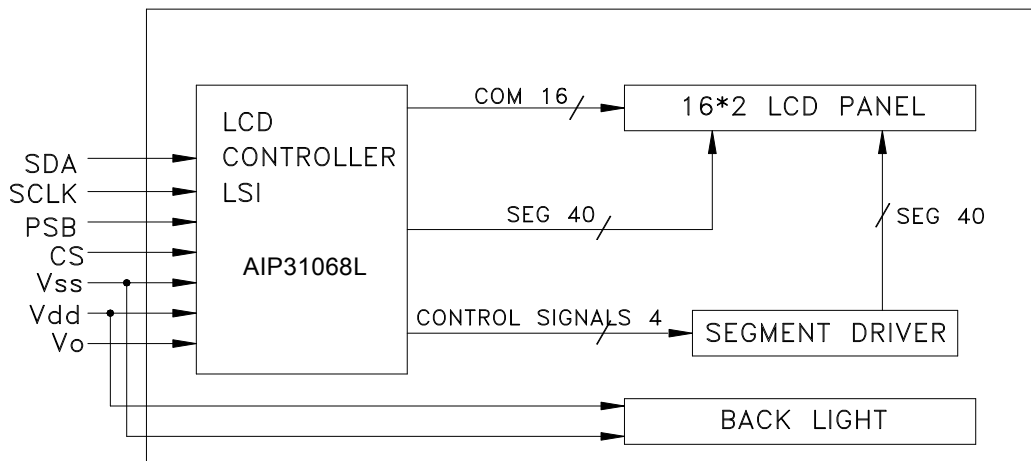 SDA
SCLK
PSB
CS
Vss
Vdd
Vo
LCD
CONTROLLER
LSI
AIP31068L
COM 16
SEG 40
CONTROL SIGNALS 4
16*2 LCD PANEL
SEG 40
SEGMENT DRIVER
BACK LIGHT